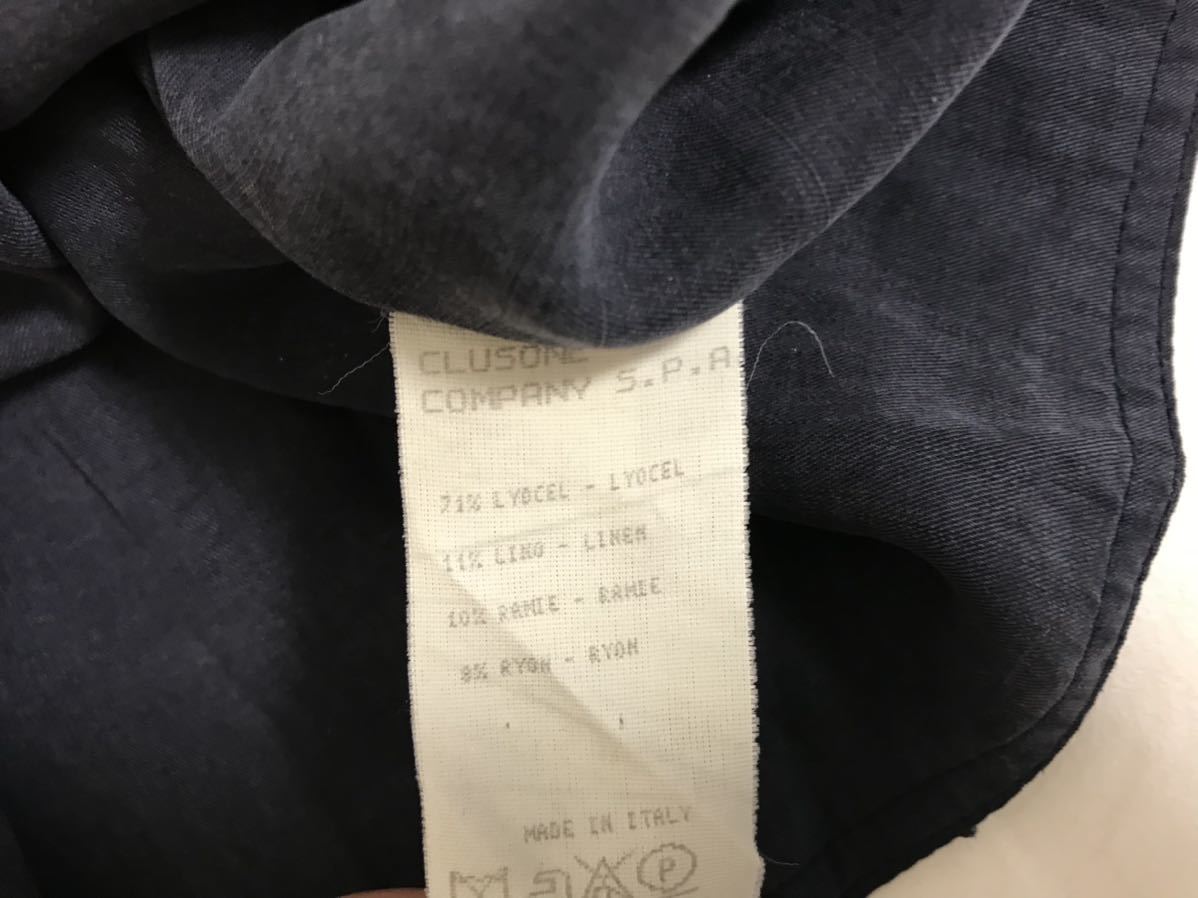 CLUSONE
COMPANY S.P.A
71% LYOCEL - LYOCEL
11% LINO - LINEN
10% RAMIE - RAMIE
8% RYON - RYON
MADE IN ITALY
P